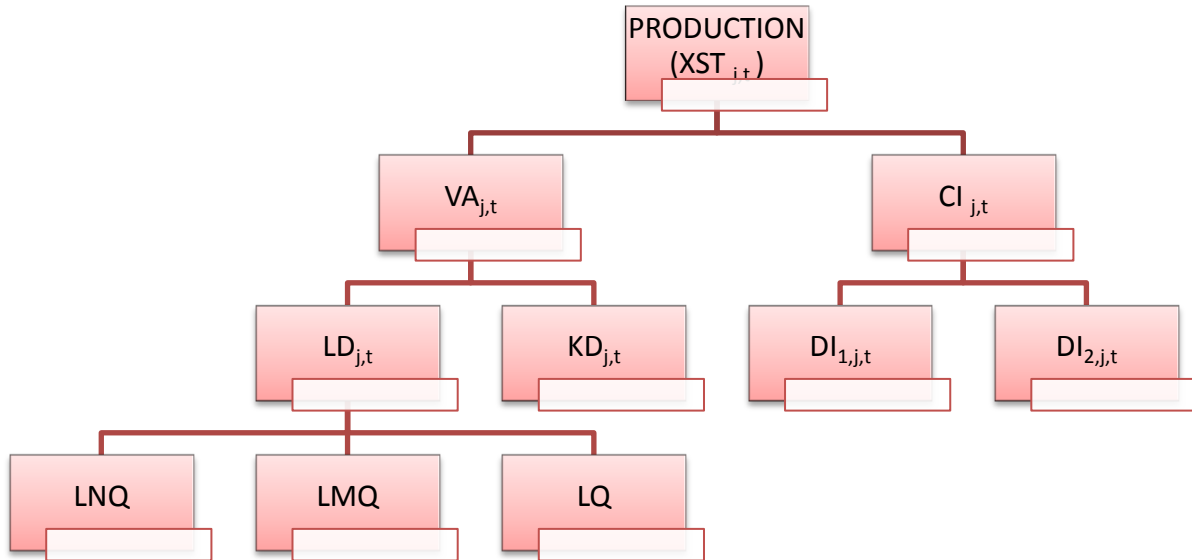 PRODUCTION
(XST j,t )
VAj,t
CI j,t
LDj,t
KDj,t
DI1,j,t
DI2,j,t
LNQ
LMQ
LQ